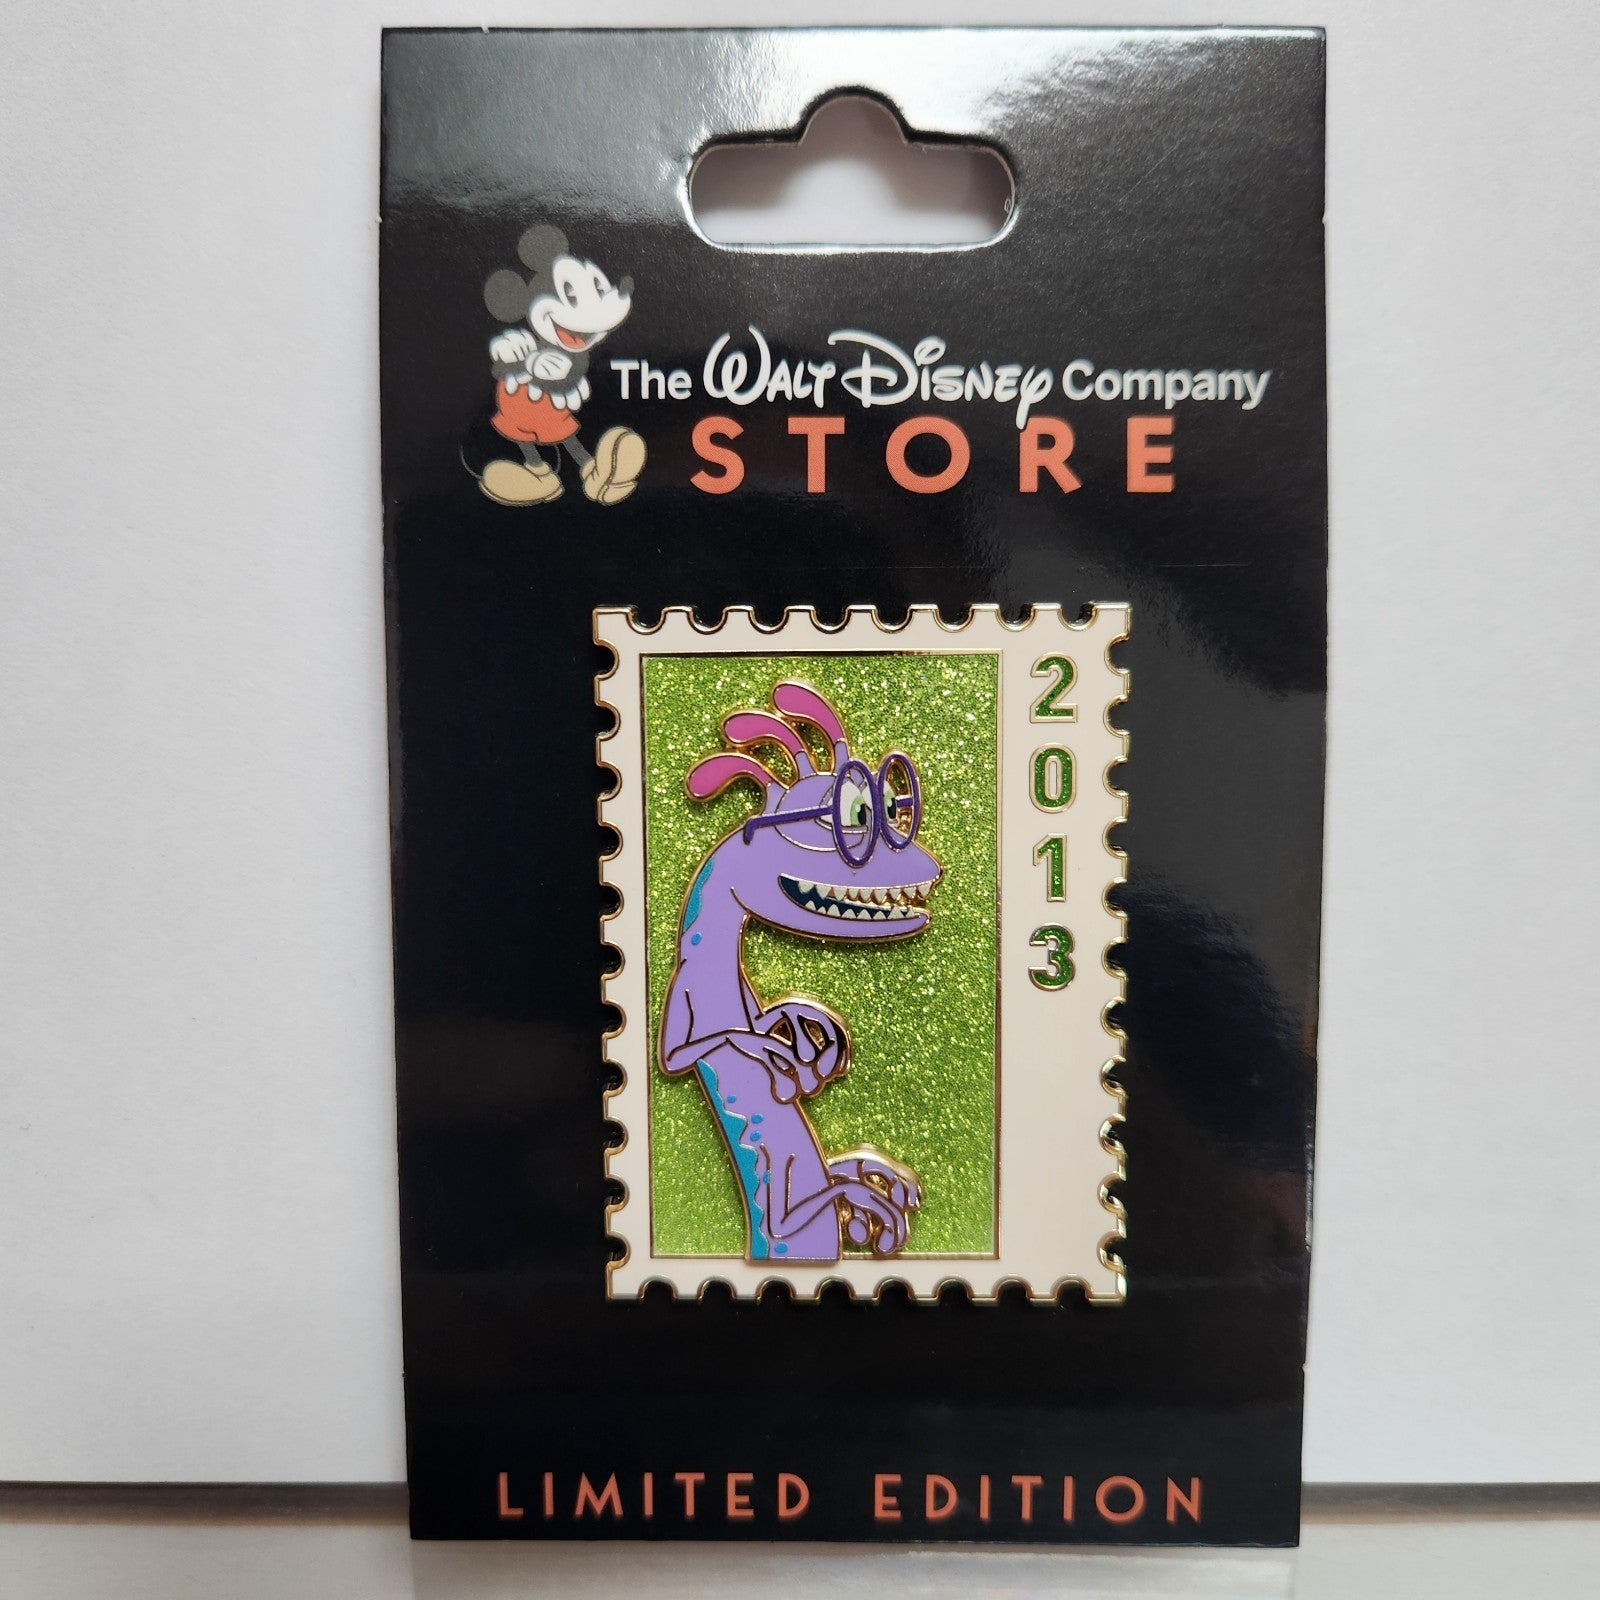 The WALT DISNEY Company
STORE
2013
LIMITED EDITION